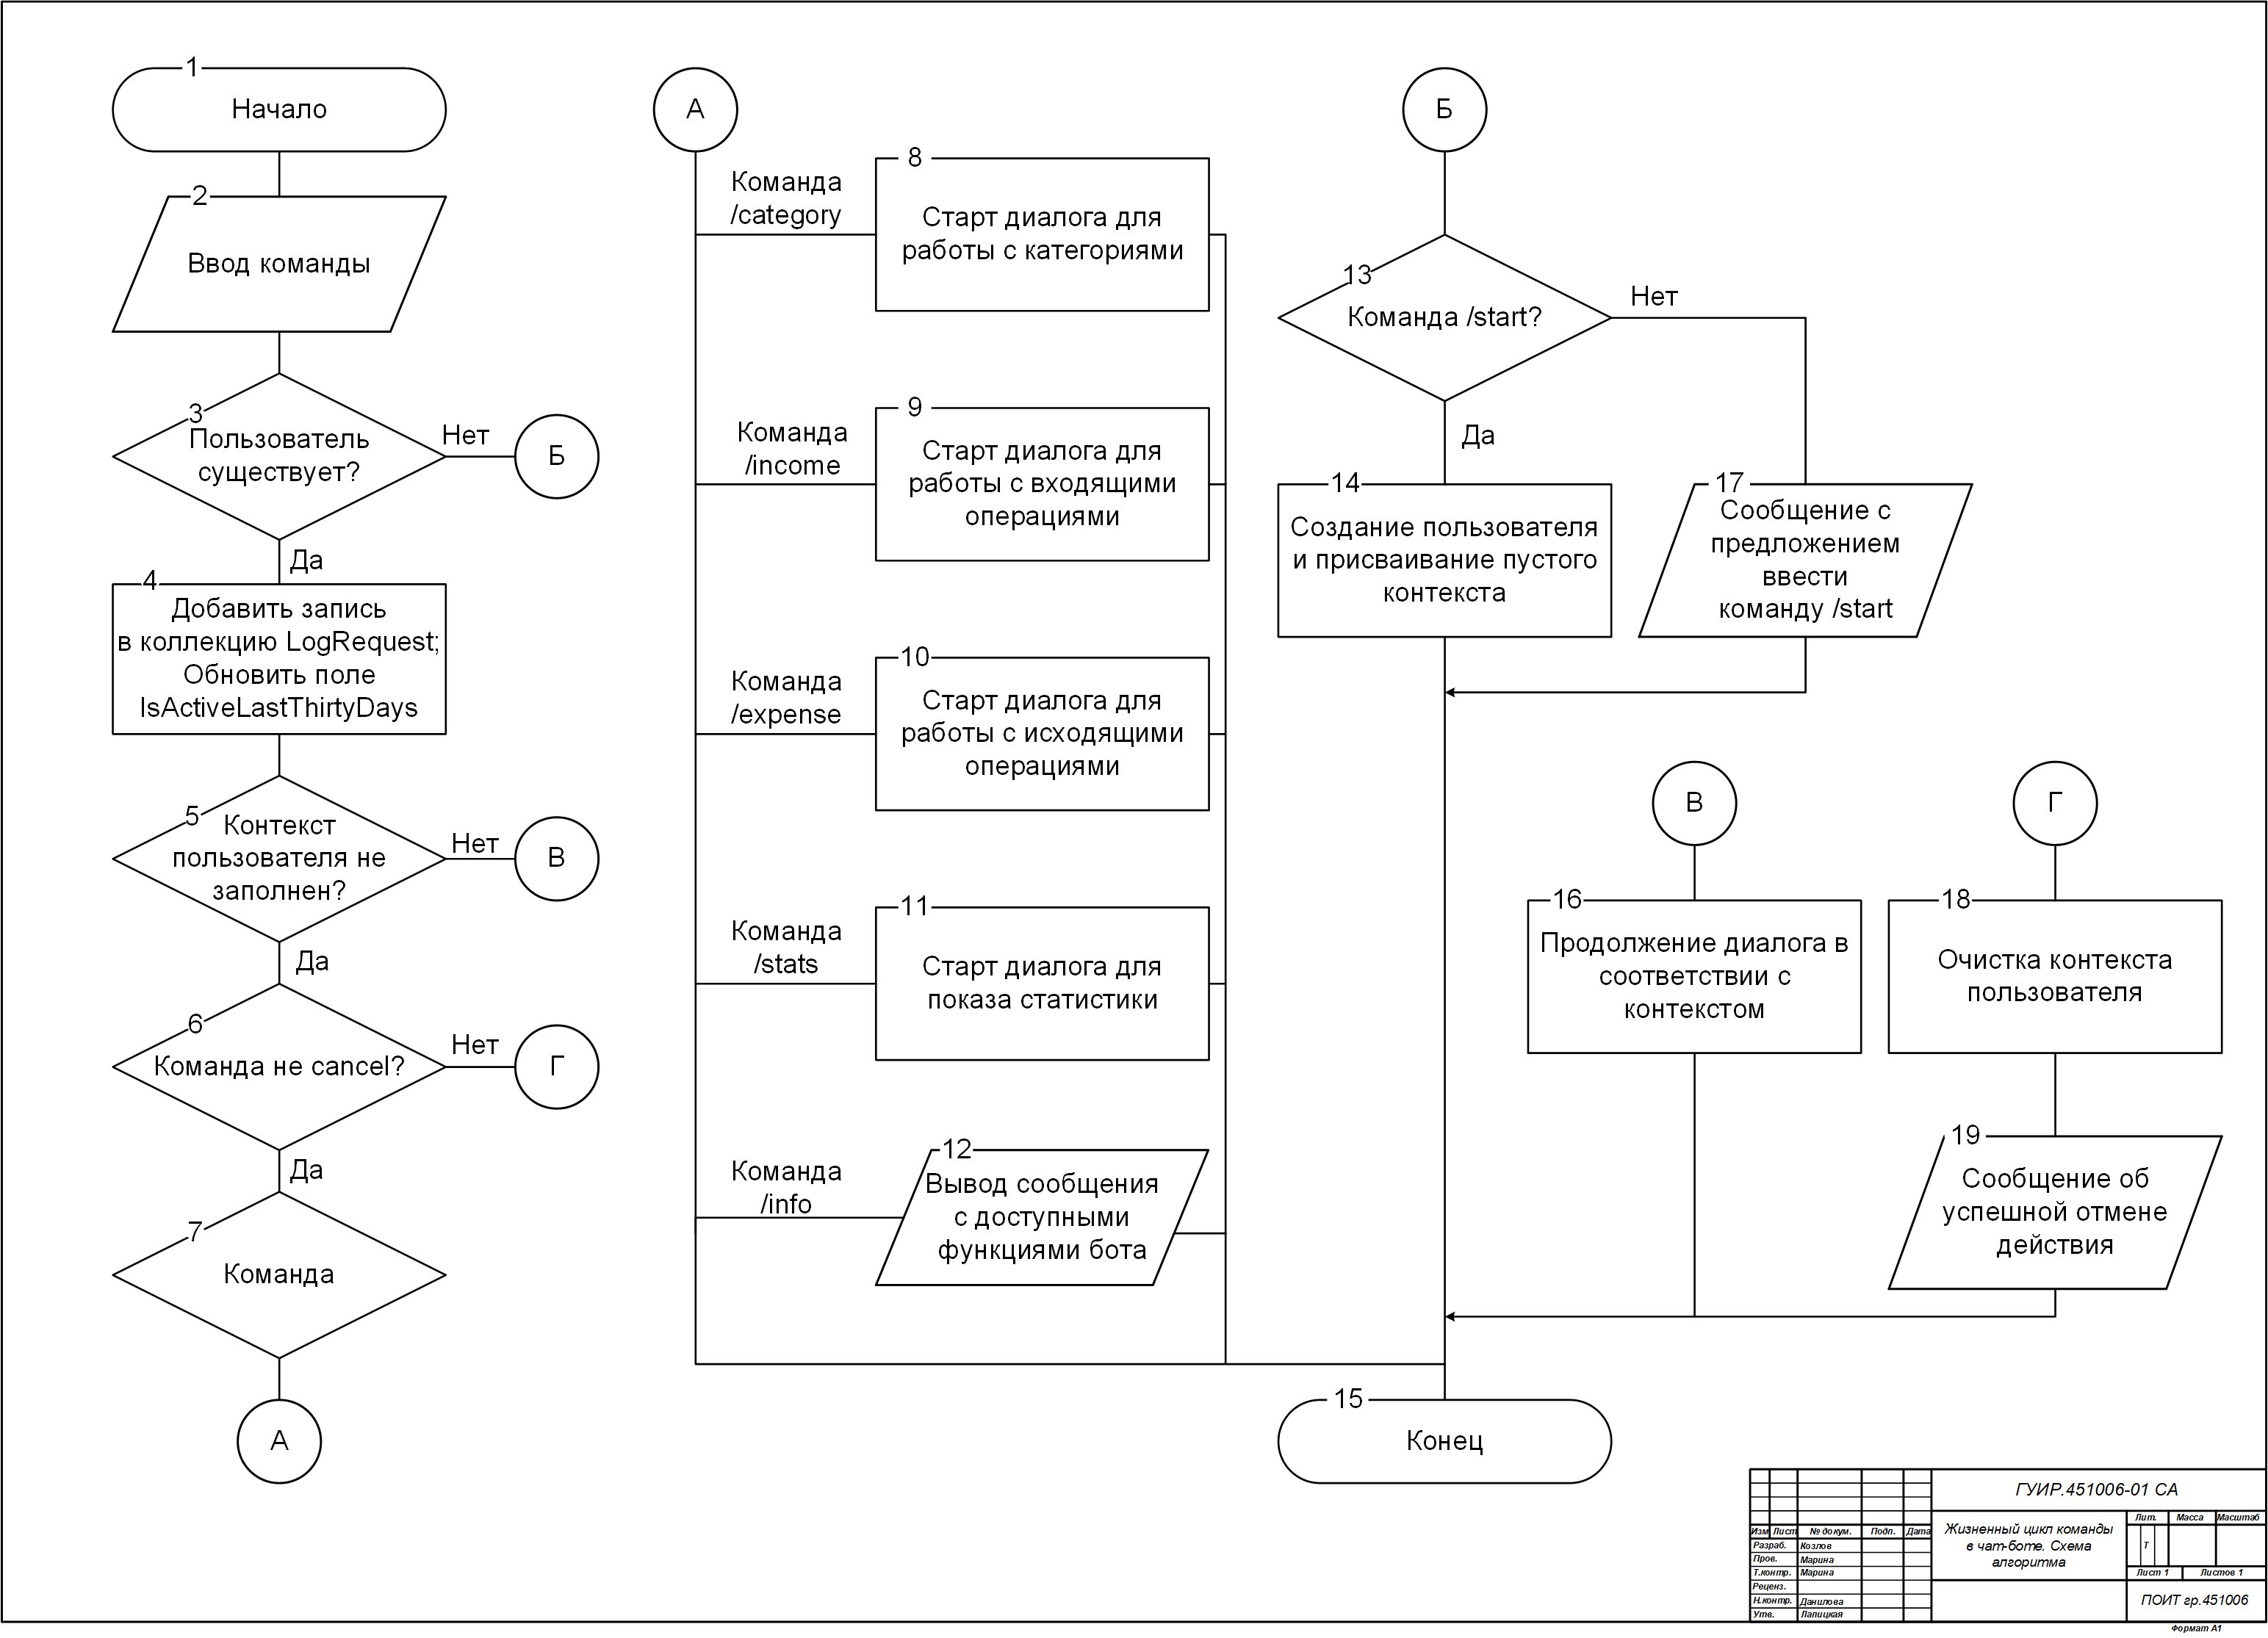 1
Начало
2
Ввод команды
3
Пользователь
существует?
Нет
Б
Да
4
Добавить запись
в коллекцию LogRequest;
Обновить поле
IsActiveLastThirtyDays
5
Контекст
пользователя не
заполнен?
Нет
В
Да
6
Команда не cancel?
Нет
Г
Да
7
Команда
А
А
Команда
/category
8
Старт диалога для
работы с категориями
Команда
/income
9
Старт диалога для
работы с входящими
операциями
Команда
/expense
10
Старт диалога для
работы с исходящими
операциями
Команда
/stats
11
Старт диалога для
показа статистики
Команда
/info
12
Вывод сообщения
с доступными
функциями бота
Б
13
Команда /start?
Нет
Да
14
Создание пользователя
и присваивание пустого
контекста
17
Сообщение с
предложением
ввести
команду /start
В
16
Продолжение диалога в
соответствии с
контекстом
Г
18
Очистка контекста
пользователя
19
Сообщение об
успешной отмене
действия
15
Конец
ГУИР.451006-01 СА
Изм Лист № докум. Подп. Дата
Разраб. Козлов
Пров. Марина
Т.контр. Марина
Реценз.
Н.контр. Данилова
Утв. Лапицкая
Жизненный цикл команды
в чат-боте. Схема
алгоритма
Лит. Масса Масштаб
Т
Лист 1 Листов 1
ПОИТ гр.451006
Формат А1